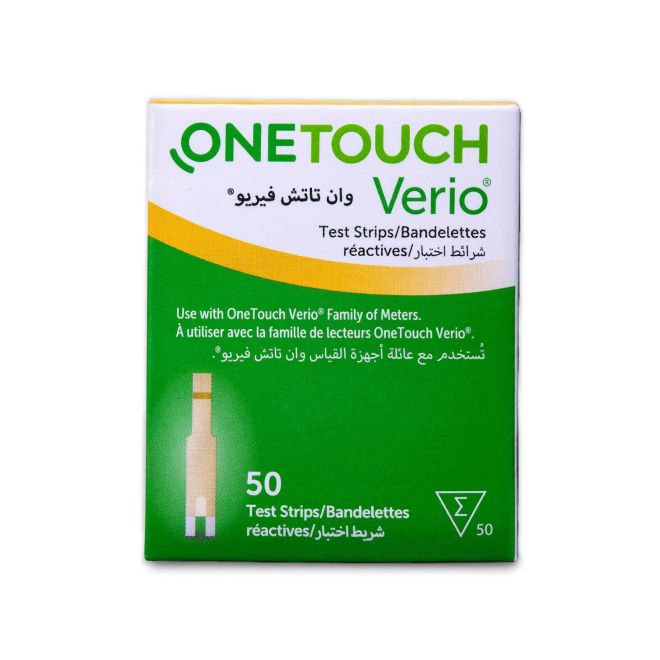 ONETOUCH
Verio®
وان تاتش فيريو®
Test Strips/Bandelettes
réactives/شرائط اختبار
Use with OneTouch Verio® Family of Meters.
À utiliser avec la famille de lecteurs OneTouch Verio®.
تُستخدم مع عائلة أجهزة القياس وان تاتش فيريو®.
50
Test Strips/Bandelettes
réactives/شريط اختبار
Σ 50